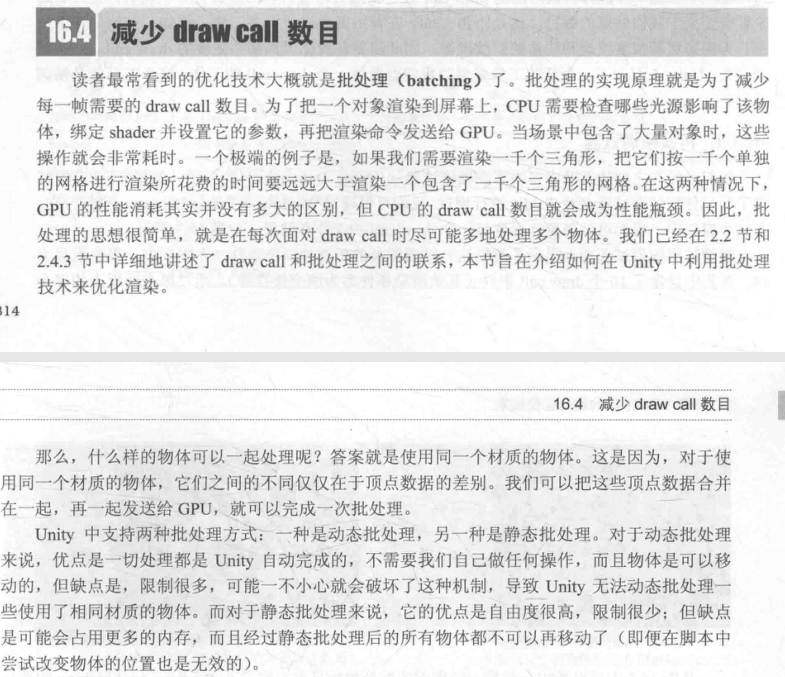 16.4 减少 draw call 数目
读者最常看到的优化技术大概就是批处理（batching）了。批处理的实现原理就是为了减少
每一帧需要的 draw call 数目。为了把一个对象渲染到屏幕上，CPU 需要检查哪些光源影响了该物
体，绑定 shader 并设置它的参数，再把渲染命令发送给 GPU。当场景中包含了大量对象时，这些
操作就会非常耗时。一个极端的例子是，如果我们需要渲染一千个三角形，把它们按一千个单独
的网格进行渲染所花费的时间要远远大于渲染一个包含了一千个三角形的网格。在这两种情况下，
GPU 的性能消耗其实并没有多大的区别，但 CPU 的 draw call 数目就会成为性能瓶颈。因此，批
处理的思想很简单，就是在每次面对 draw call 时尽可能多地处理多个物体。我们已经在 2.2 节和
2.4.3 节中详细地讲述了 draw call 和批处理之间的联系，本节旨在介绍如何在 Unity 中利用批处理
技术来优化渲染。
314
16.4 减少 draw call 数目
那么，什么样的物体可以一起处理呢？答案就是使用同一个材质的物体。这是因为，对于使
用同一个材质的物体，它们之间的不同仅仅在于顶点数据的差别。我们可以把这些顶点数据合并
在一起，再一起发送给 GPU，就可以完成一次批处理。
Unity 中支持两种批处理方式：一种是动态批处理，另一种是静态批处理。对于动态批处理
来说，优点是一切处理都是 Unity 自动完成的，不需要我们自己做任何操作，而且物体是可以移
动的，但缺点是，限制很多，可能一不小心就会破坏了这种机制，导致 Unity 无法动态批处理一
些使用了相同材质的物体。而对于静态批处理来说，它的优点是自由度很高，限制很少；但缺点
是可能会占用更多的内存，而且经过静态批处理后的所有物体都不可以再移动了（即便在脚本中
尝试改变物体的位置也是无效的）。